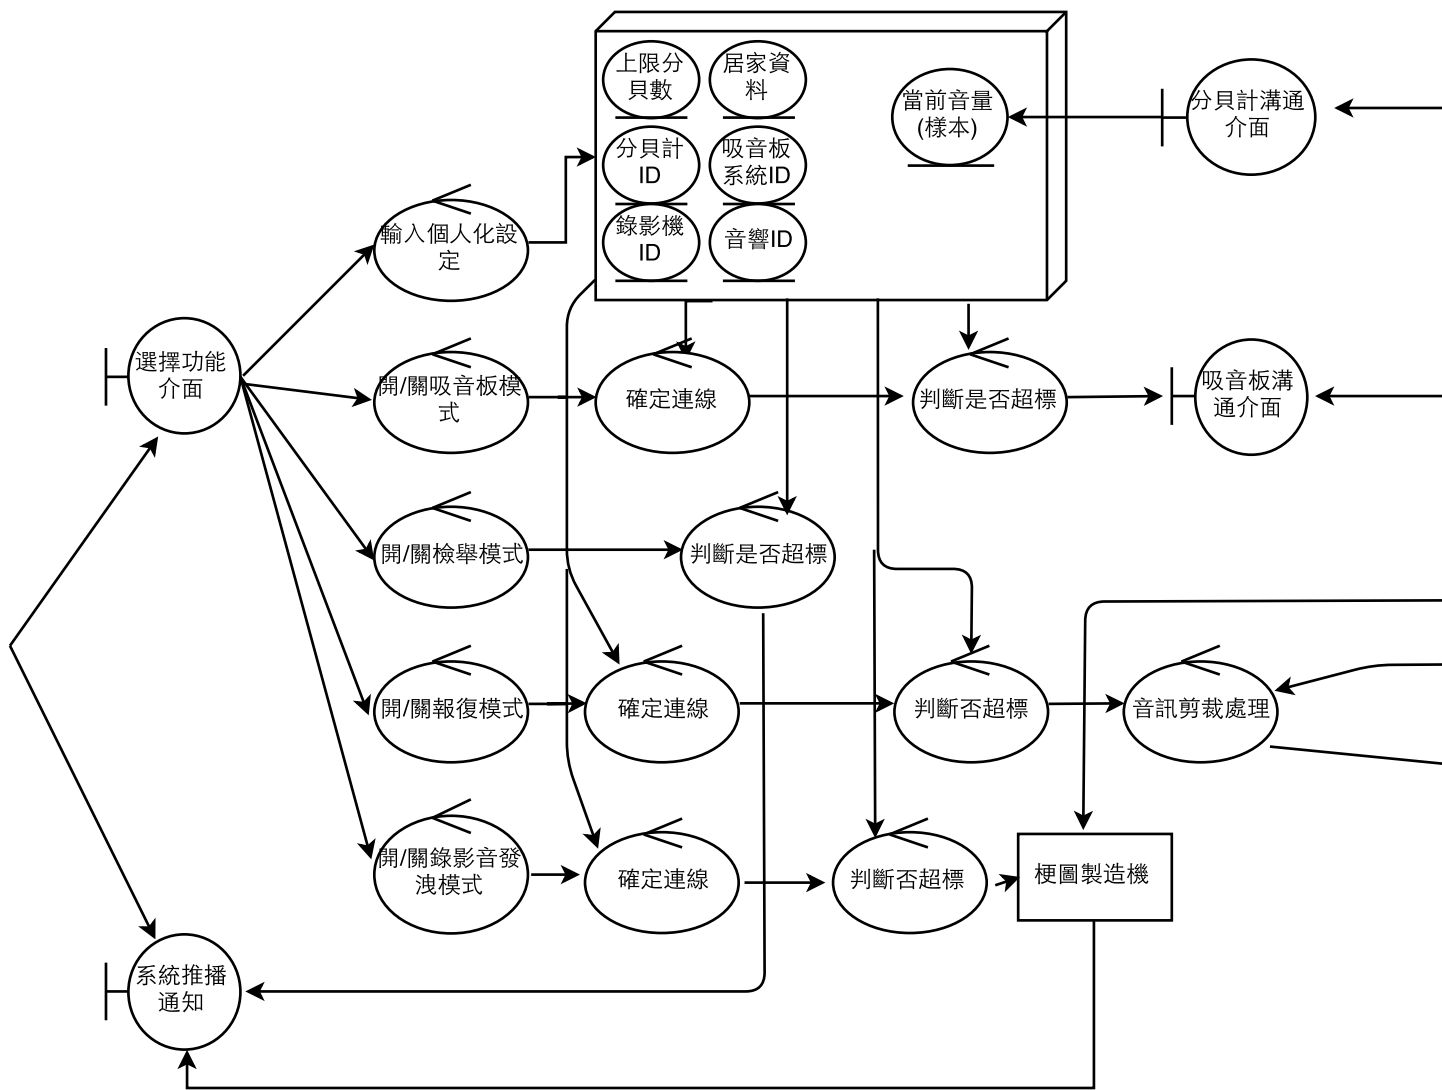 上限分
貝數
居家資
料
當前音量
(樣本)
分貝計溝通
介面
分貝計
ID
吸音板
系統ID
錄影機
ID
音響ID
輸入個人化設
定
選擇功能
介面
開/關吸音板模
式
確定連線
判斷是否超標
吸音板溝
通介面
開/關檢舉模式
判斷是否超標
開/關報復模式
確定連線
判斷否超標
音訊剪裁處理
開/關錄影音發
洩模式
確定連線
判斷否超標
梗圖製造機
系統推播
通知